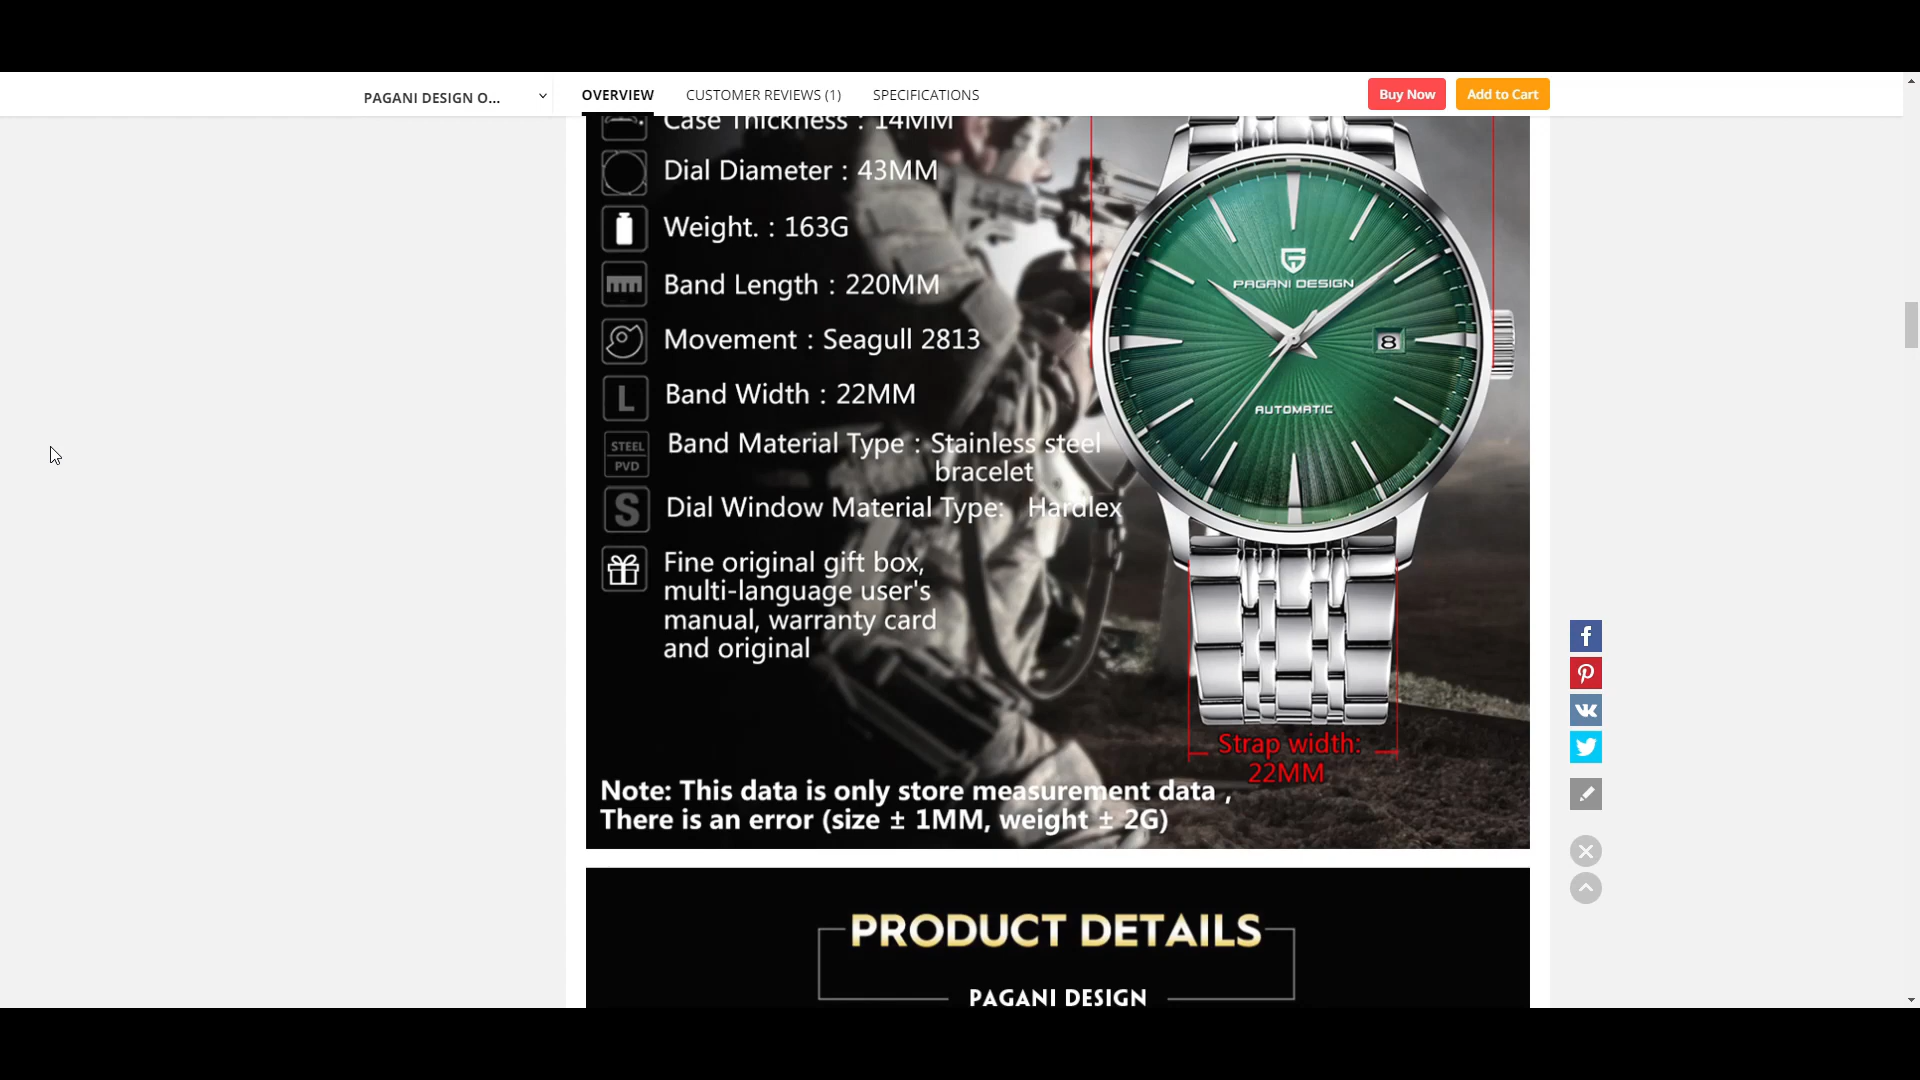 PAGANI DESIGN O...
OVERVIEW
CUSTOMER REVIEWS (1)
SPECIFICATIONS
Buy Now
Add to Cart
Case Thickness : 14MM
Dial Diameter : 43MM
Weight. : 163G
Band Length : 220MM
Movement : Seagull 2813
L
Band Width : 22MM
STEEL
PVD
Band Material Type : Stainless steel
bracelet
S
Dial Window Material Type: Hardlex
Fine original gift box,
multi-language user's
manual, warranty card
and original
PAGANI DESIGN
8
AUTOMATIC
Strap width:
22MM
Note: This data is only store measurement data ,
There is an error (size ± 1MM, weight ± 2G)
PRODUCT DETAILS
PAGANI DESIGN